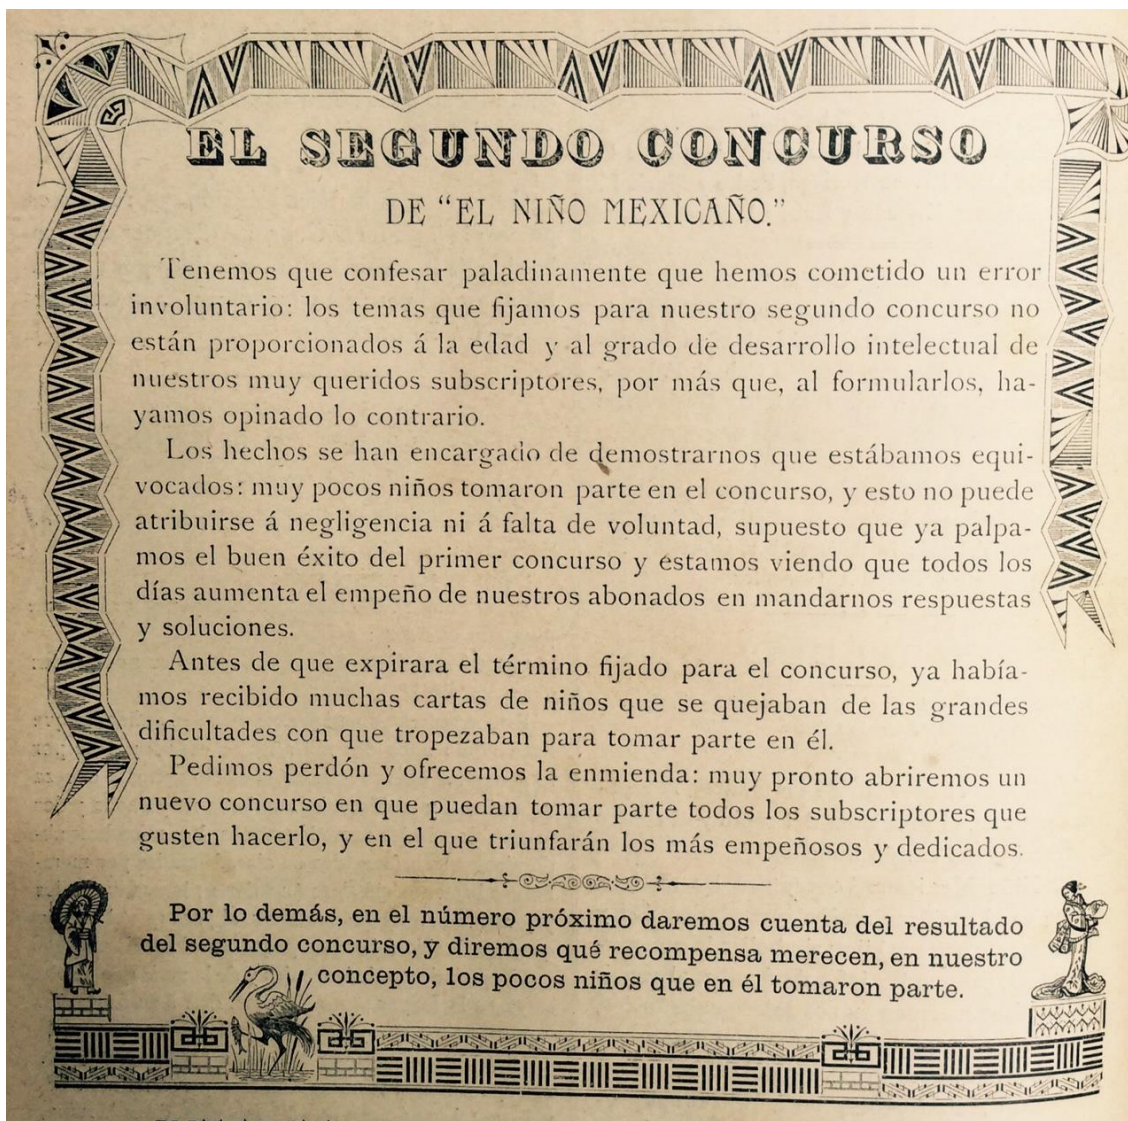 EL SEGUNDO CONCURSO
DE "EL NIÑO MEXICAÑO."
Tenemos que confesar paladinamente que hemos cometido un error
involuntario: los temas que fijamos para nuestro segundo concurso no
están proporcionados á la edad y al grado de desarrollo intelectual de
nuestros muy queridos subscriptores, por más que, al formularlos, ha-
yamos opinado lo contrario.
Los hechos se han encargado de demostrarnos que estábamos equi-
vocados: muy pocos niños tomaron parte en el concurso, y esto no puede
atribuirse á negligencia ni á falta de voluntad, supuesto que ya palpa-
mos el buen éxito del primer concurso y estamos viendo que todos los
días aumenta el empeño de nuestros abonados en mandarnos respuestas
y soluciones.
Antes de que expirara el término fijado para el concurso, ya había-
mos recibido muchas cartas de niños que se quejaban de las grandes
dificultades con que tropezaban para tomar parte en él.
Pedimos perdón y ofrecemos la enmienda: muy pronto abriremos un
nuevo concurso en que puedan tomar parte todos los subscriptores que
gusten hacerlo, y en el que triunfarán los más empeñosos y dedicados.
Por lo demás, en el número próximo daremos cuenta del resultado
del segundo concurso, y diremos qué recompensa merecen, en nuestro
concepto, los pocos niños que en él tomaron parte.